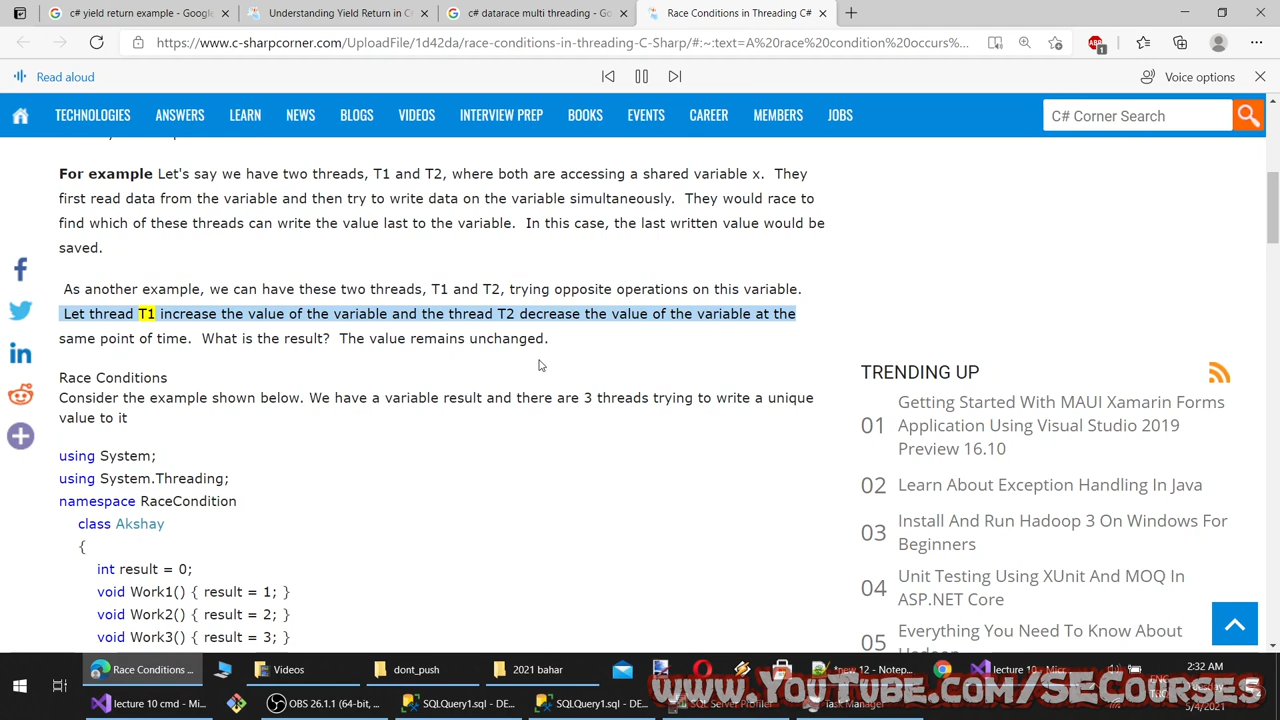 c# yield return example - Google
Understanding Yield Return in C
c# datarace multi threading - Go
Race Conditions in Threading C#
https://www.c-sharpcorner.com/UploadFile/1d42da/race-conditions-in-threading-C-Sharp/#:~:text=A%20race%20condition%20occurs%...
Read aloud
Voice options
TECHNOLOGIES ANSWERS LEARN NEWS BLOGS VIDEOS INTERVIEW PREP BOOKS EVENTS CAREER MEMBERS JOBS
C# Corner Search
For example Let's say we have two threads, T1 and T2, where both are accessing a shared variable x. They
first read data from the variable and then try to write data on the variable simultaneously. They would race to
find which of these threads can write the value last to the variable. In this case, the last written value would be
saved.
As another example, we can have these two threads, T1 and T2, trying opposite operations on this variable.
Let thread T1 increase the value of the variable and the thread T2 decrease the value of the variable at the
same point of time. What is the result? The value remains unchanged.
Race Conditions
Consider the example shown below. We have a variable result and there are 3 threads trying to write a unique
value to it
using System;
using System.Threading;
namespace RaceCondition
class Akshay
{
int result = 0;
void Work1() { result = 1; }
void Work2() { result = 2; }
void Work3() { result = 3; }
TRENDING UP
01 Getting Started With MAUI Xamarin Forms
Application Using Visual Studio 2019
Preview 16.10
02 Learn About Exception Handling In Java
03 Install And Run Hadoop 3 On Windows For
Beginners
04 Unit Testing Using XUnit And MOQ In
ASP.NET Core
05 Everything You Need To Know About
Hadoop
Race Conditions ...
Videos
dont_push
2021 bahar
*new_12 - Notep...
lecture 10 - Micr...
2:32 AM
lecture 10 cmd - Mi...
OBS 26.1.1 (64-bit, ...
SQLQuery1.sql - DE...
SQLQuery1.sql - DE...
SQL Server Profiler
Task Manager
5/4/2021
www.YouTube.com/SECourses